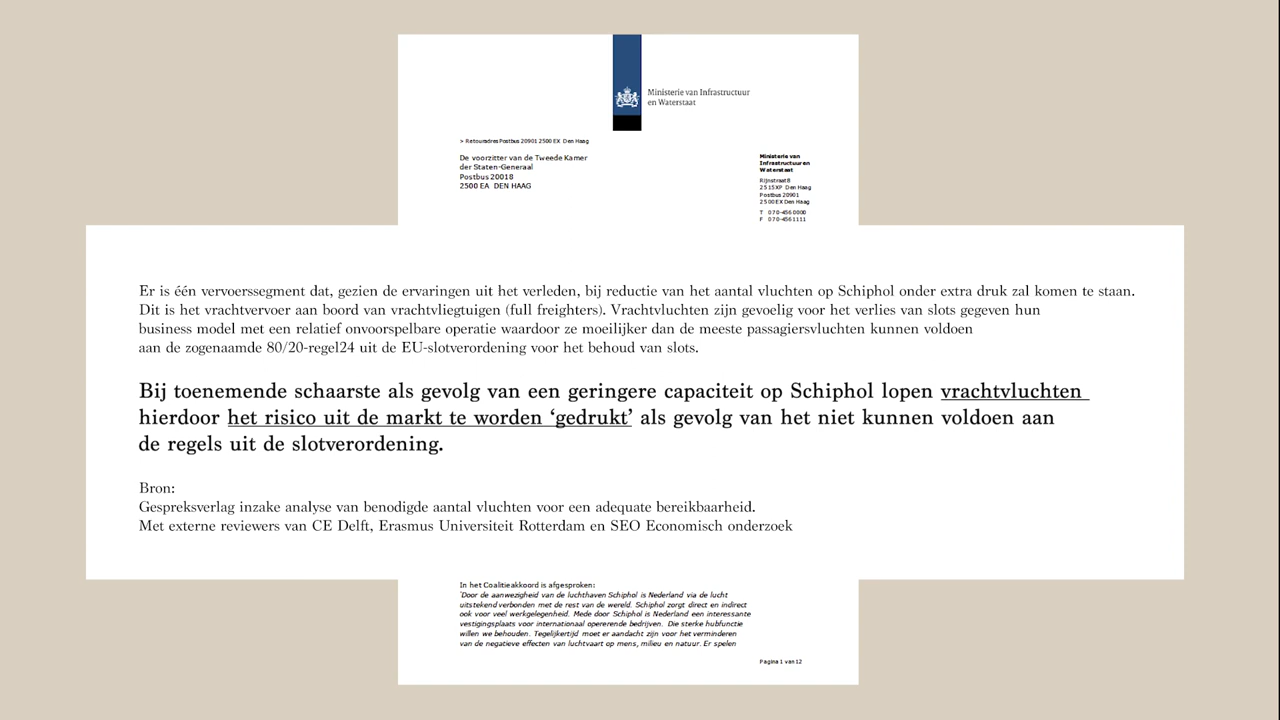 Ministerie van Infrastructuur
en Waterstaat
> Retouradres Postbus 20901 2500 EX Den Haag
De voorzitter van de Tweede Kamer
der Staten-Generaal
Postbus 20018
2500 EA DEN HAAG
Ministerie van
Infrastructuur en
Waterstaat
Rijnstraat 8
2515 XP Den Haag
Postbus 20901
2500 EX Den Haag
T 070-456 0000
F 070-456 1111
Er is één vervoerssegment dat, gezien de ervaringen uit het verleden, bij reductie van het aantal vluchten op Schiphol onder extra druk zal komen te staan.
Dit is het vrachtvervoer aan boord van vrachtvliegtuigen (full freighters). Vrachtvluchten zijn gevoelig voor het verlies van slots gegeven hun
business model met een relatief onvoorspelbare operatie waardoor ze moeilijker dan de meeste passagiersvluchten kunnen voldoen
aan de zogenaamde 80/20-regel24 uit de EU-slotverordening voor het behoud van slots.
Bij toenemende schaarste als gevolg van een geringere capaciteit op Schiphol lopen vrachtvluchten
hierdoor het risico uit de markt te worden ‘gedrukt’ als gevolg van het niet kunnen voldoen aan
de regels uit de slotverordening.
Bron:
Gespreksverlag inzake analyse van benodigde aantal vluchten voor een adequate bereikbaarheid.
Met externe reviewers van CE Delft, Erasmus Universiteit Rotterdam en SEO Economisch onderzoek
In het Coalitieakkoord is afgesproken:
'Door de aanwezigheid van de luchthaven Schiphol is Nederland via de lucht
uitstekend verbonden met de rest van de wereld. Schiphol zorgt direct en indirect
ook voor veel werkgelegenheid. Mede door Schiphol is Nederland een interessante
vestigingsplaats voor internationaal opererende bedrijven. Die sterke hubfunctie
willen we behouden. Tegelijkertijd moet er aandacht zijn voor het verminderen
van de negatieve effecten van luchtvaart op mens, milieu en natuur. Er spelen
Pagina 1 van 12